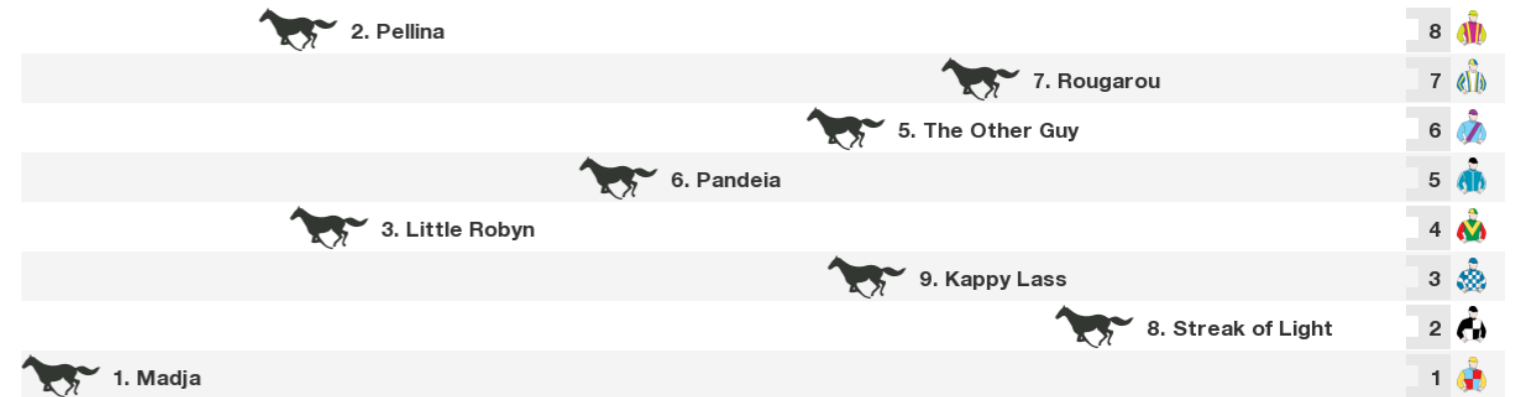 2. Pellina 8
7. Rougarou 7
5. The Other Guy 6
6. Pandeia 5
3. Little Robyn 4
9. Kappy Lass 3
8. Streak of Light 2
1. Madja 1